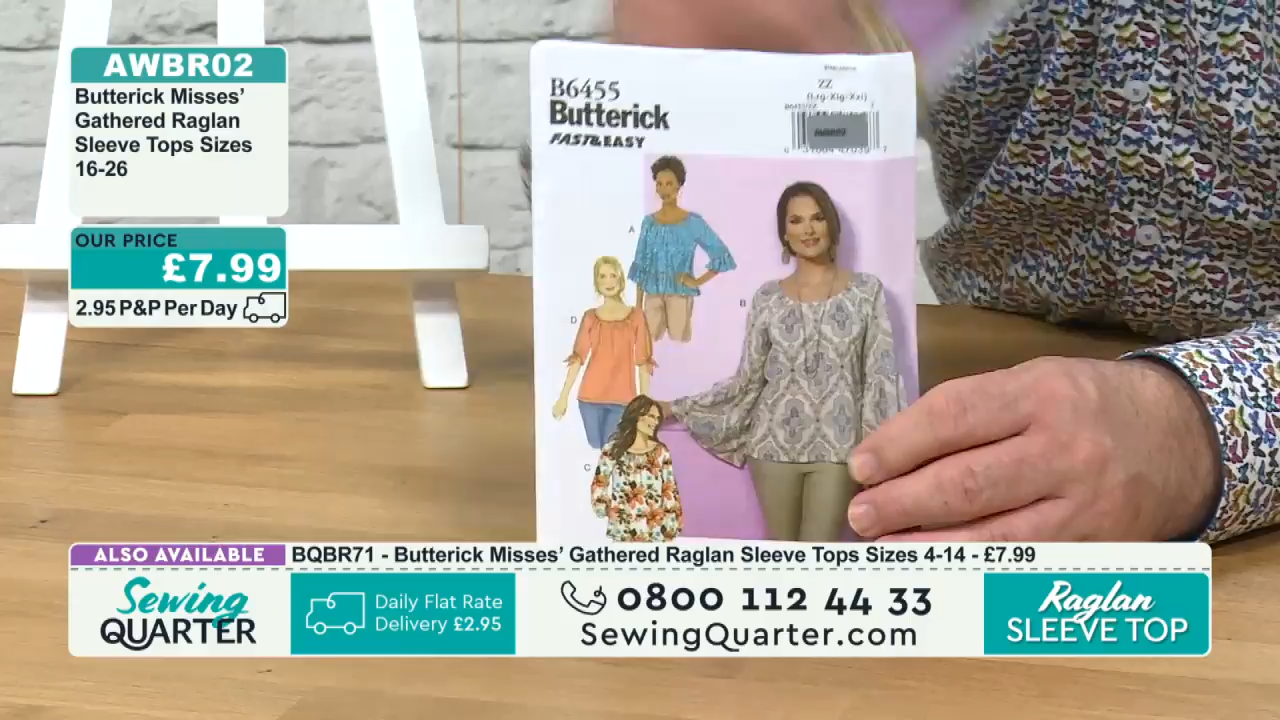 AWBR02
Butterick Misses’
Gathered Raglan
Sleeve Tops Sizes
16-26
OUR PRICE
£7.99
2.95 P&P Per Day
B6455
Butterick
FAST&EASY
ZZ
(Lrg-Xlg-Xxl)
A
B
D
C
ALSO AVAILABLE
BQBR71 - Butterick Misses’ Gathered Raglan Sleeve Tops Sizes 4-14 - £7.99
Sewing
QUARTER
Daily Flat Rate
Delivery £2.95
0800 112 44 33
SewingQuarter.com
Raglan
SLEEVE TOP